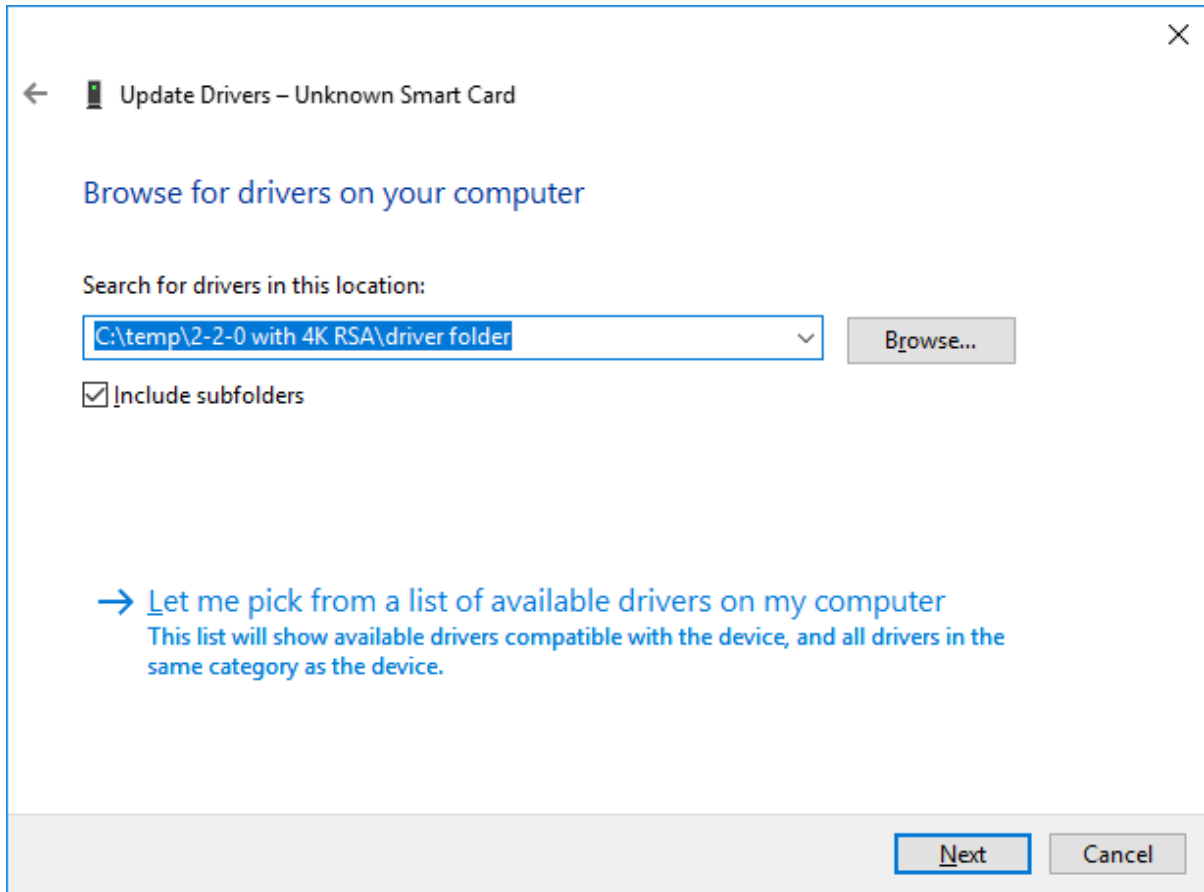 Update Drivers – Unknown Smart Card
Browse for drivers on your computer
Search for drivers in this location:
C:\temp\2-2-0 with 4K RSA\driver folder
Browse...
Include subfolders
Let me pick from a list of available drivers on my computer
This list will show available drivers compatible with the device, and all drivers in the
same category as the device.
Next
Cancel